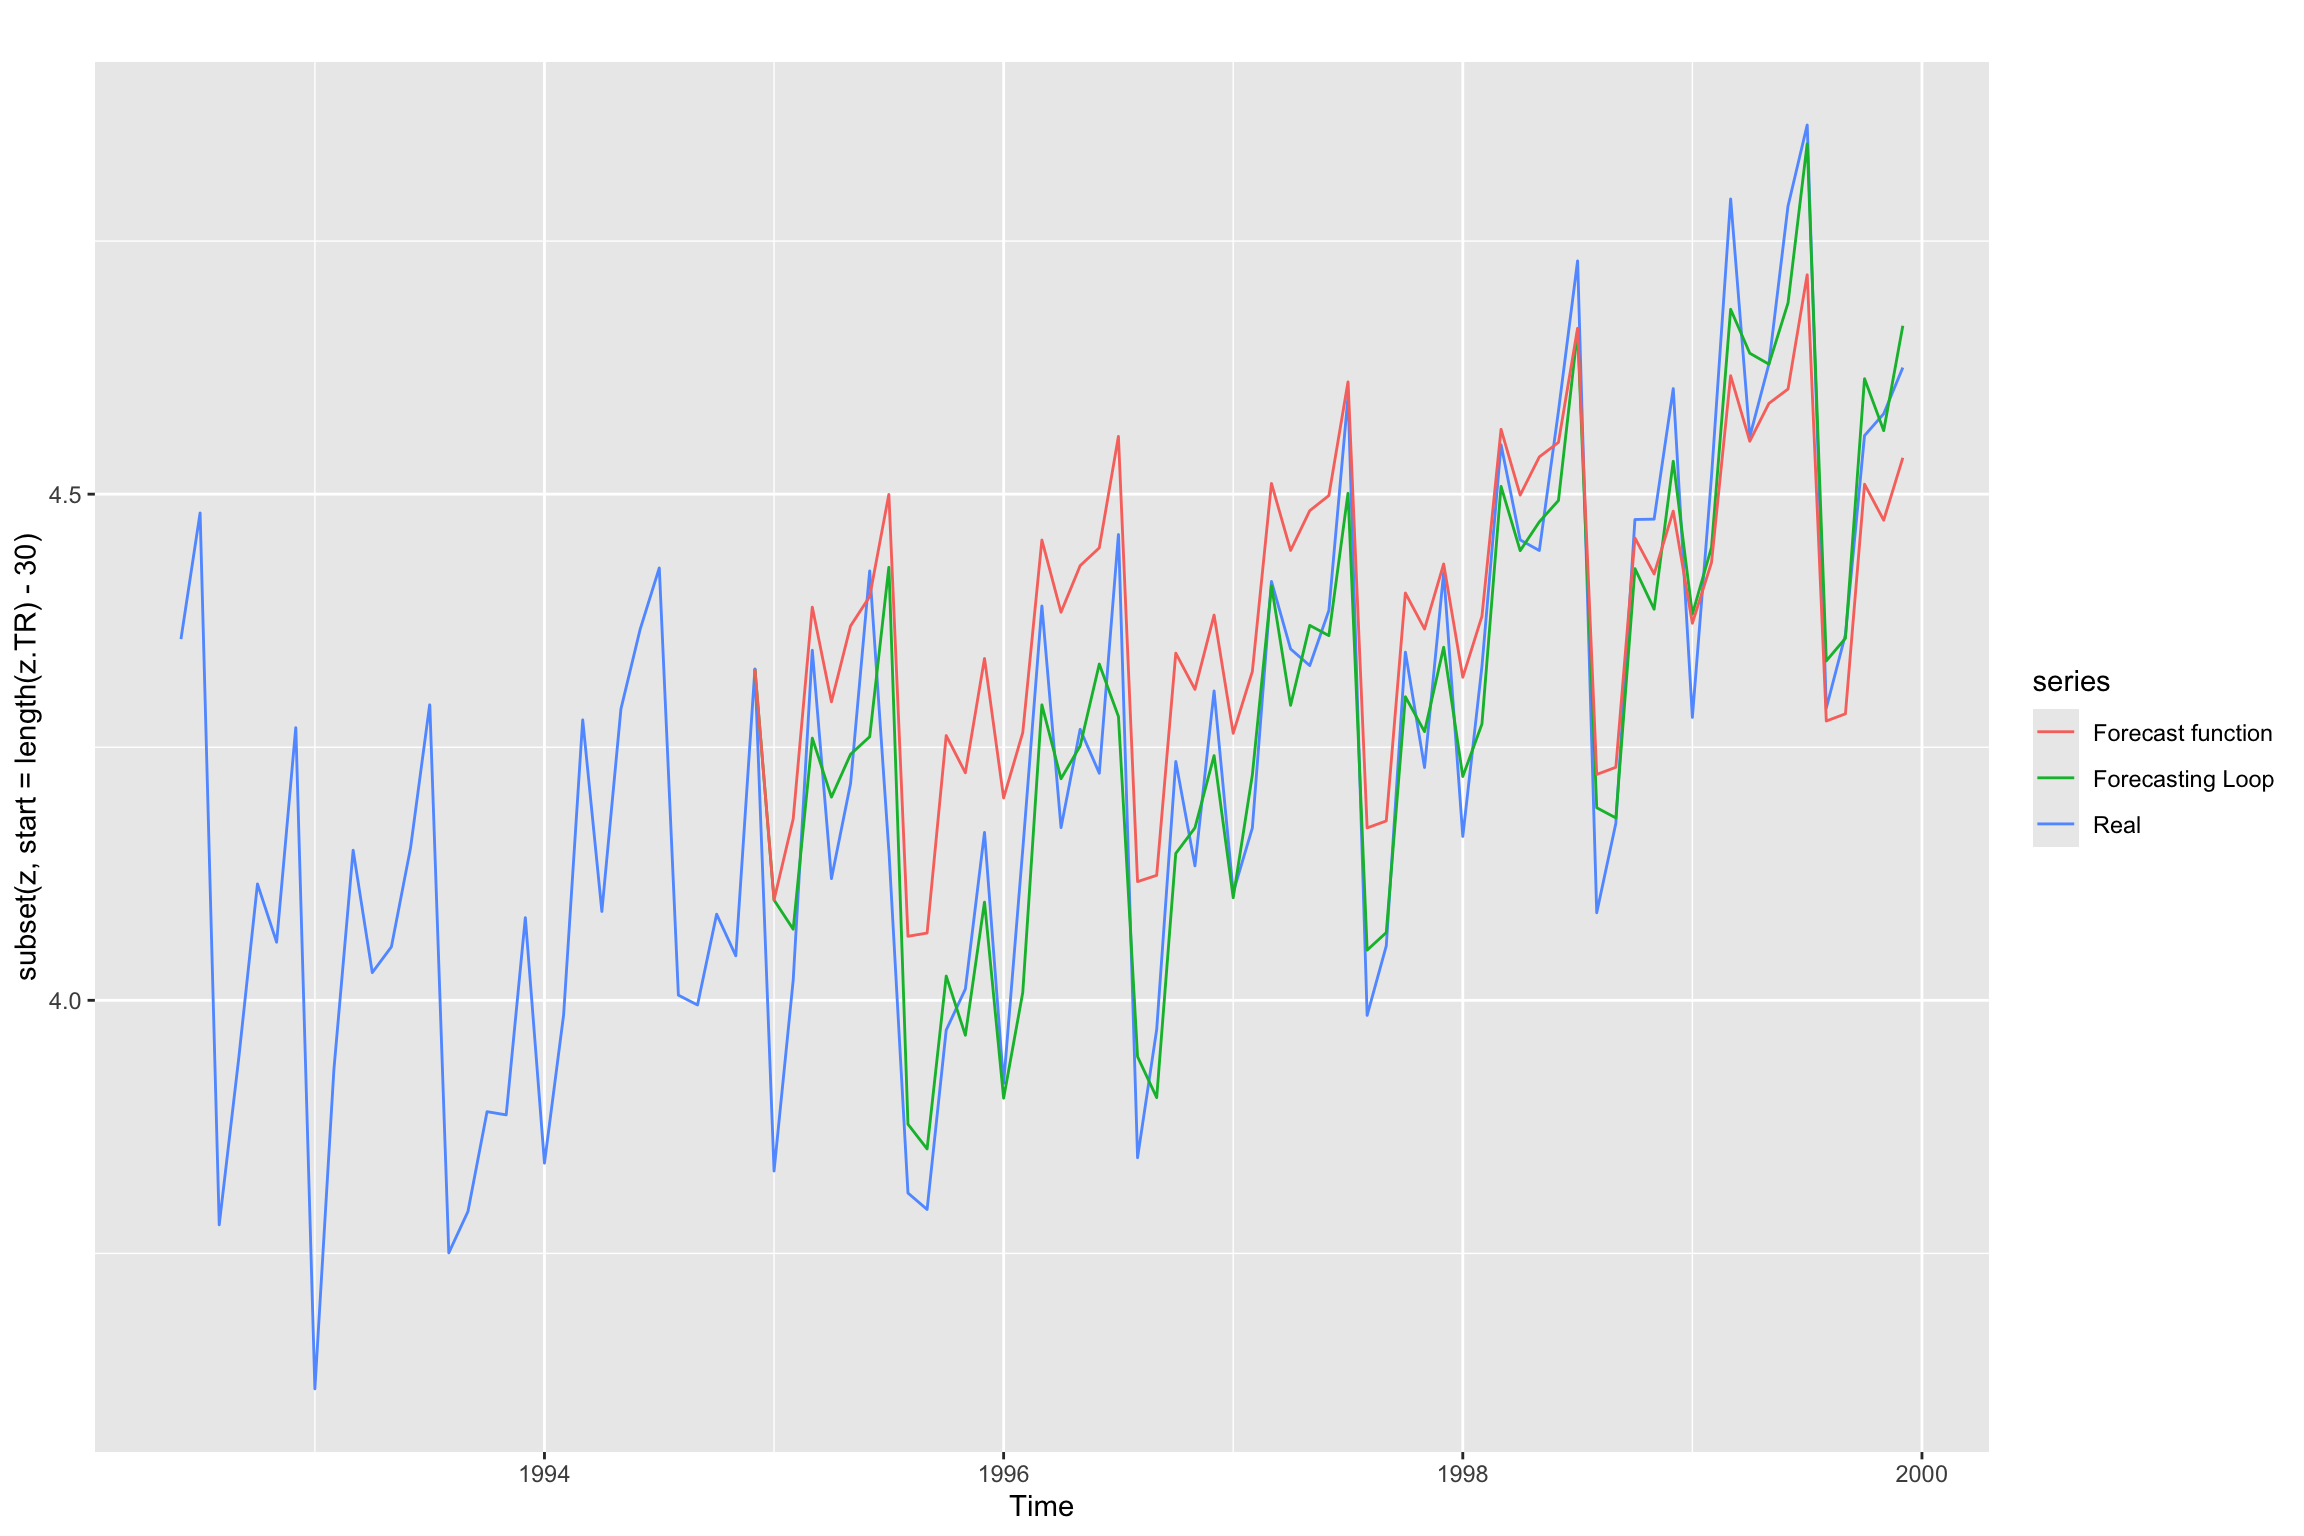 subset(z, start = length(z.TR) - 30)
4.5
4.0
1994
1996
1998
2000
Time
series
Forecast function
Forecasting Loop
Real